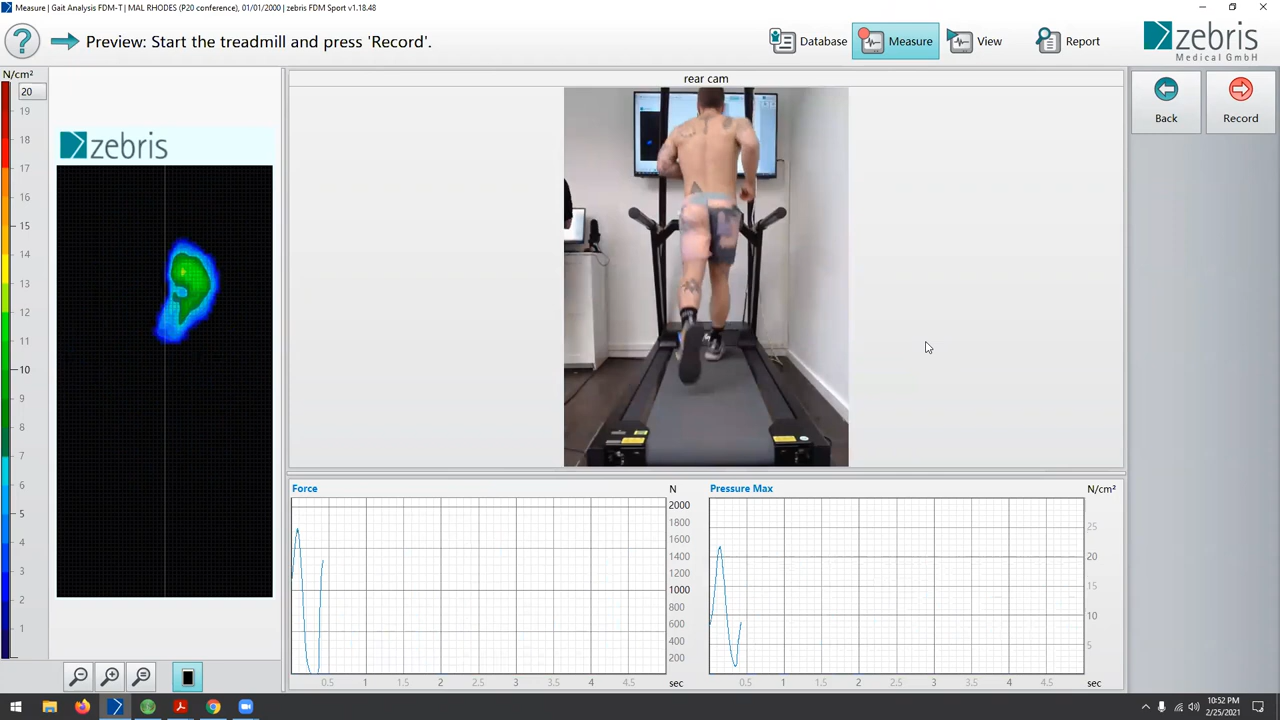 Measure | Gait Analysis FDM-T | MAL RHODES (P20 conference), 01/01/2000 | zebris FDM Sport v1.18.48
Preview: Start the treadmill and press 'Record'.
Database
Measure
View
Report
zebris
Medical GmbH
N/cm²
20
19
18
17
16
15
14
13
12
11
10
9
8
7
6
5
4
3
2
1
zebris
rear cam
Back
Record
Force
N
2000
1800
1600
1400
1200
1000
800
600
400
200
0.5
1
1.5
2
2.5
3
3.5
4
4.5
sec
Pressure Max
N/cm²
25
20
15
10
5
0.5
1
1.5
2
2.5
3
3.5
4
4.5
sec
10:52 PM
2/25/2021